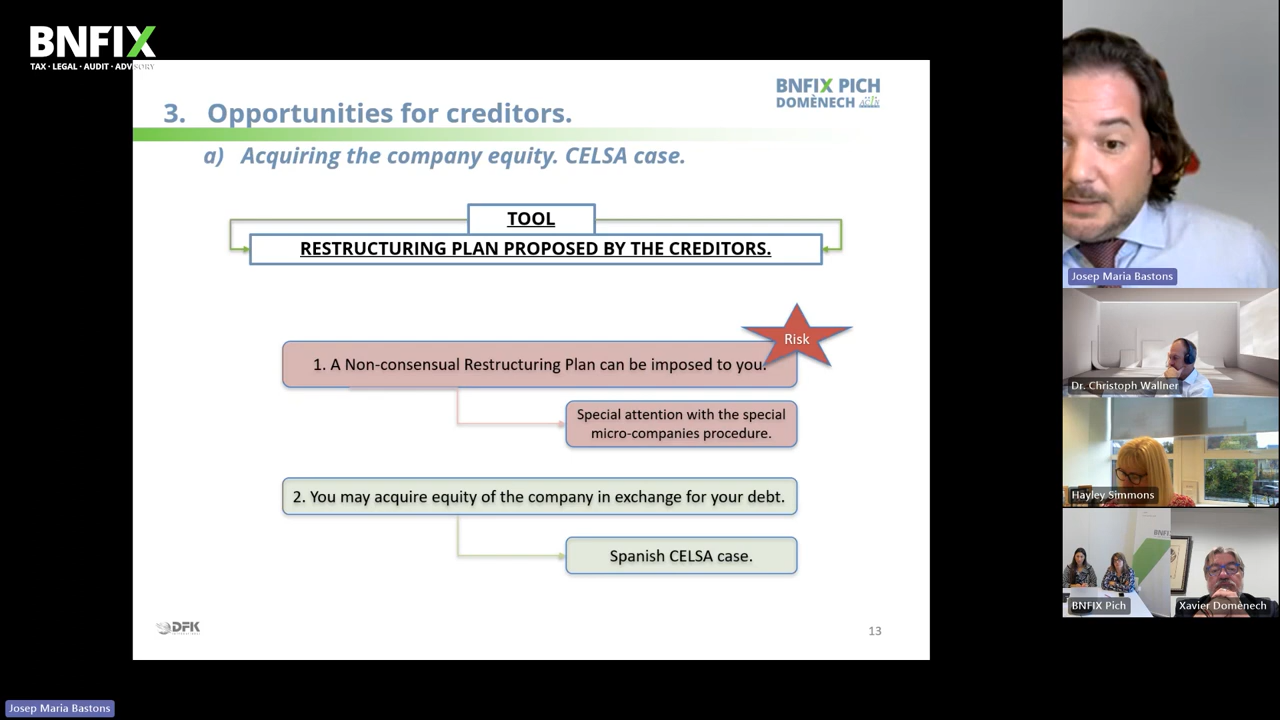 BNFIX
TAX · LEGAL · AUDIT · ADVISORY
BNFIX PICH
DOMÈNECH
3. Opportunities for creditors.
a) Acquiring the company equity. CELSA case.
TOOL
RESTRUCTURING PLAN PROPOSED BY THE CREDITORS.
Risk
1. A Non-consensual Restructuring Plan can be imposed to you.
Special attention with the special
micro-companies procedure.
2. You may acquire equity of the company in exchange for your debt.
Spanish CELSA case.
DFK
13
Josep Maria Bastons
Dr. Christoph Wallner
Hayley Simmons
BNFIX
BNFIX Pich
Xavier Domènech
Josep Maria Bastons